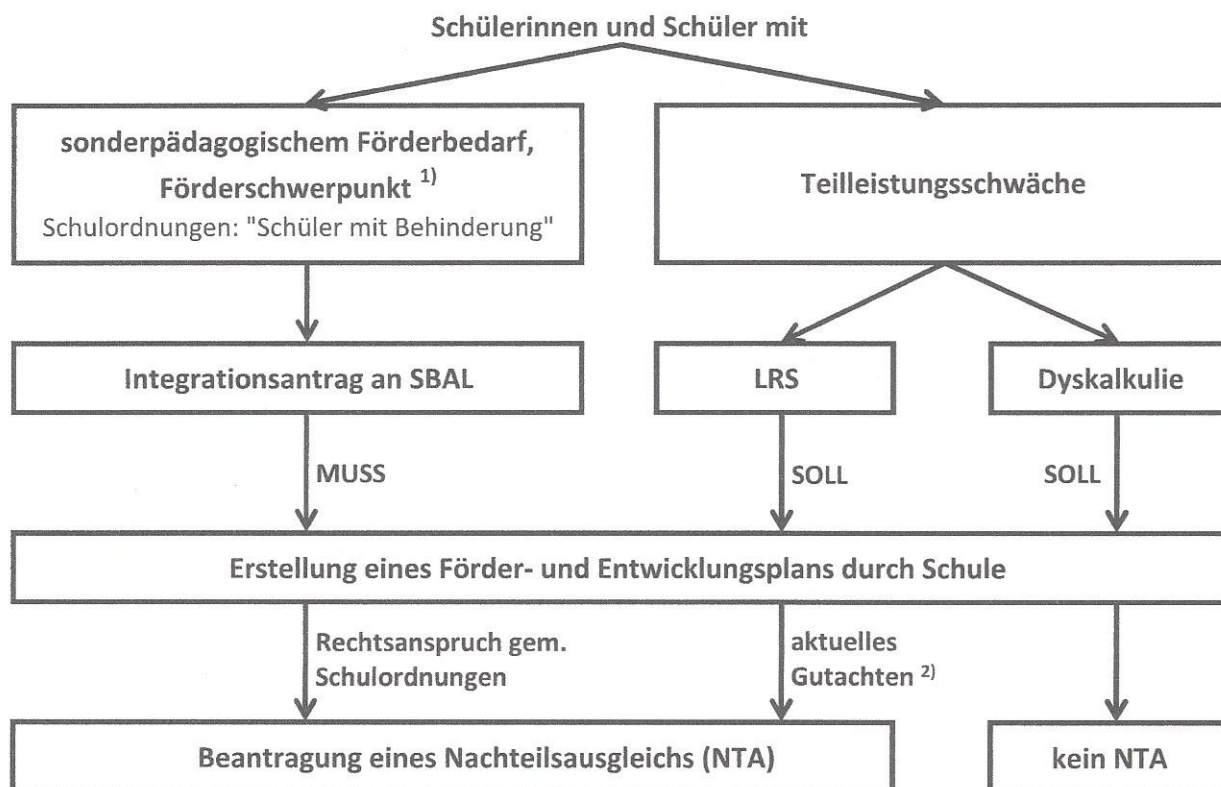 Schülerinnen und Schüler mit
sonderpädagogischem Förderbedarf,
Förderschwerpunkt 1)
Schulordnungen: "Schüler mit Behinderung"
Teilleistungsschwäche
Integrationsantrag an SBAL
LRS
Dyskalkulie
MUSS
SOLL
SOLL
Erstellung eines Förder- und Entwicklungsplans durch Schule
Rechtsanspruch gem.
Schulordnungen
aktuelles
Gutachten 2)
Beantragung eines Nachteilsausgleichs (NTA)
kein NTA